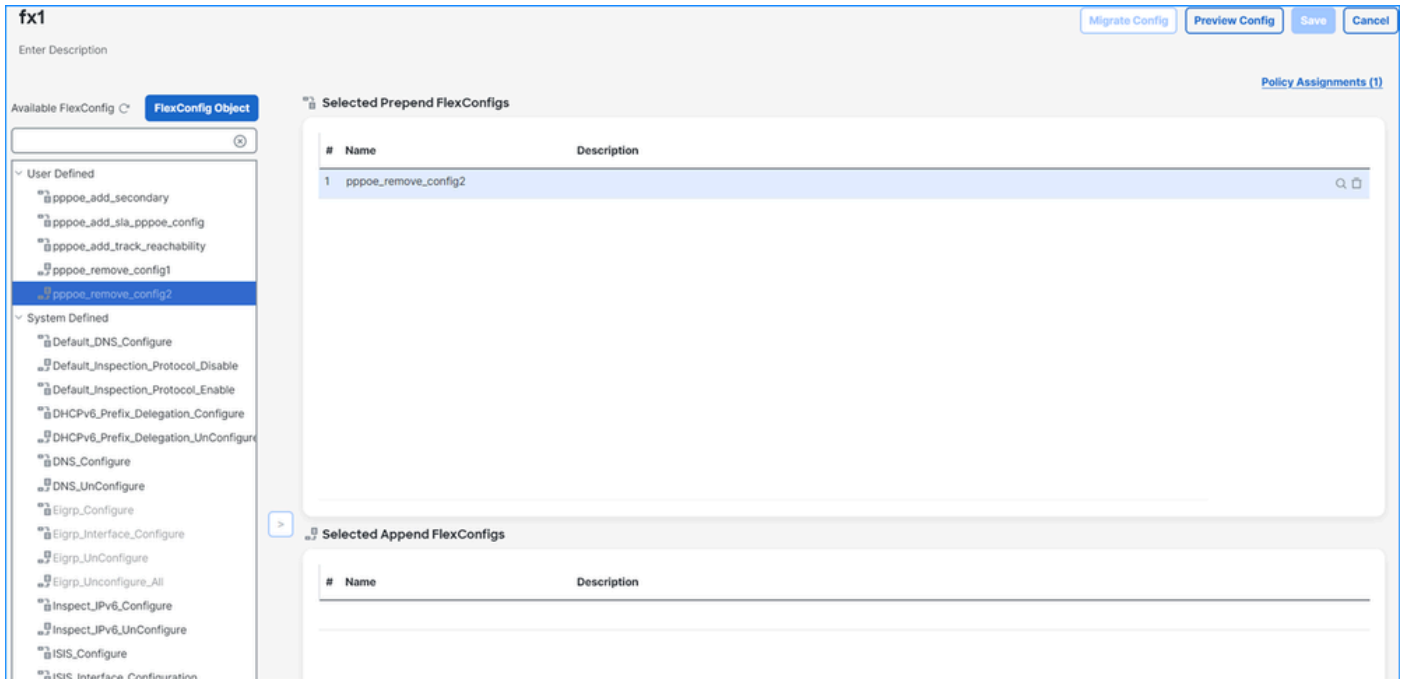 fx1
Migrate Config
Preview Config
Save
Cancel
Enter Description
Policy Assignments (1)
Available FlexConfig
FlexConfig Object
User Defined
pppoe_add_secondary
pppoe_add_sla_pppoe_config
pppoe_add_track_reachability
pppoe_remove_config1
pppoe_remove_config2
System Defined
Default_DNS_Configure
Default_Inspection_Protocol_Disable
Default_Inspection_Protocol_Enable
DHCPv6_Prefix_Delegation_Configure
DHCPv6_Prefix_Delegation_UnConfigure
DNS_Configure
DNS_UnConfigure
Eigrp_Configure
Eigrp_Interface_Configure
Eigrp_UnConfigure
Eigrp_Unconfigure_All
Inspect_IPv6_Configure
Inspect_IPv6_UnConfigure
ISIS_Configure
ISIS_Interface_Configuration
>
Selected Prepend FlexConfigs
# Name Description
1 pppoe_remove_config2
Selected Append FlexConfigs
# Name Description